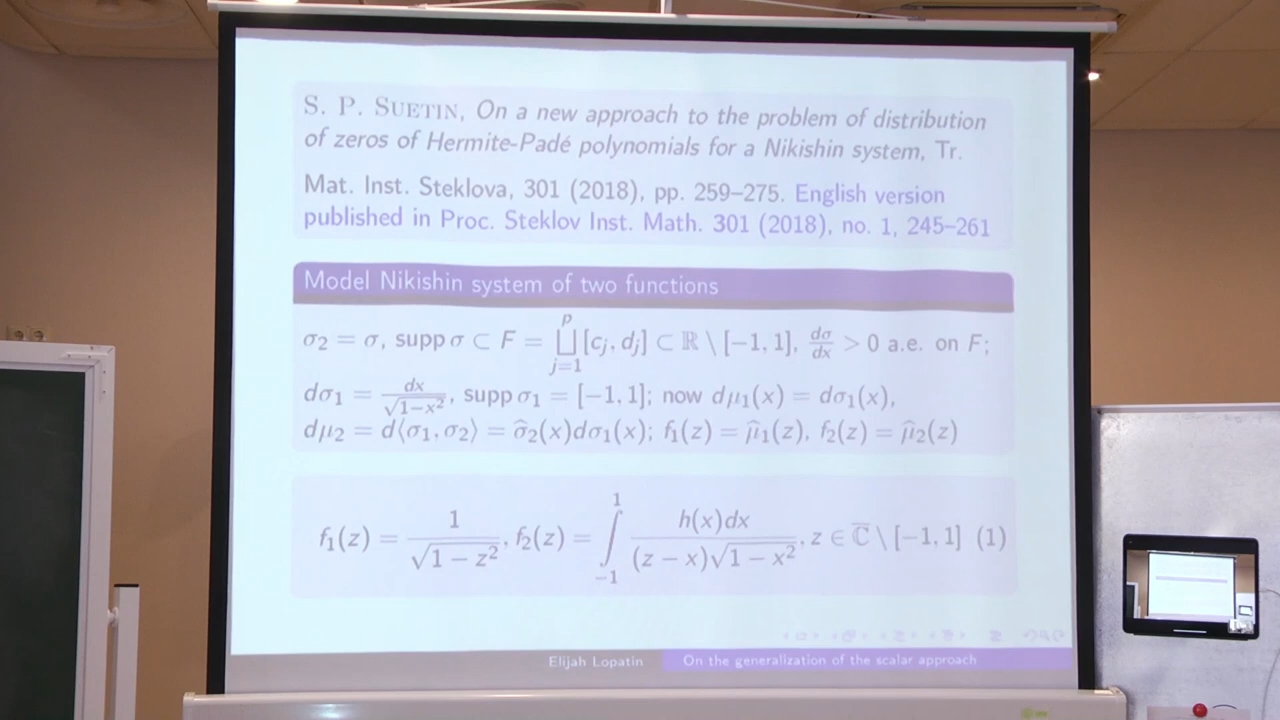 S. P. SUETIN, On a new approach to the problem of distribution
of zeros of Hermite-Padé polynomials for a Nikishin system, Tr.
Mat. Inst. Steklova, 301 (2018), pp. 259–275. English version
published in Proc. Steklov Inst. Math. 301 (2018), no. 1, 245–261
Model Nikishin system of two functions
σ₂ = σ, supp σ ⊂ F = ⨆_{j=1}^{p} [c_j, d_j] ⊂ ℝ \ [−1, 1], dσ/dx > 0 a.e. on F;
dσ₁ = dx/√(1−x²), supp σ₁ = [−1, 1]; now dμ₁(x) = dσ₁(x),
dμ₂ = d⟨σ₁, σ₂⟩ = σ̂₂(x)dσ₁(x); f₁(z) = μ̂₁(z), f₂(z) = μ̂₂(z)
f₁(z) = 1/√(1 − z²), f₂(z) = ∫_{−1}^{1} h(x)dx/((z − x)√(1 − x²)), z ∈ ℂ̅ \ [−1, 1] (1)
Elijah Lopatin On the generalization of the scalar approach